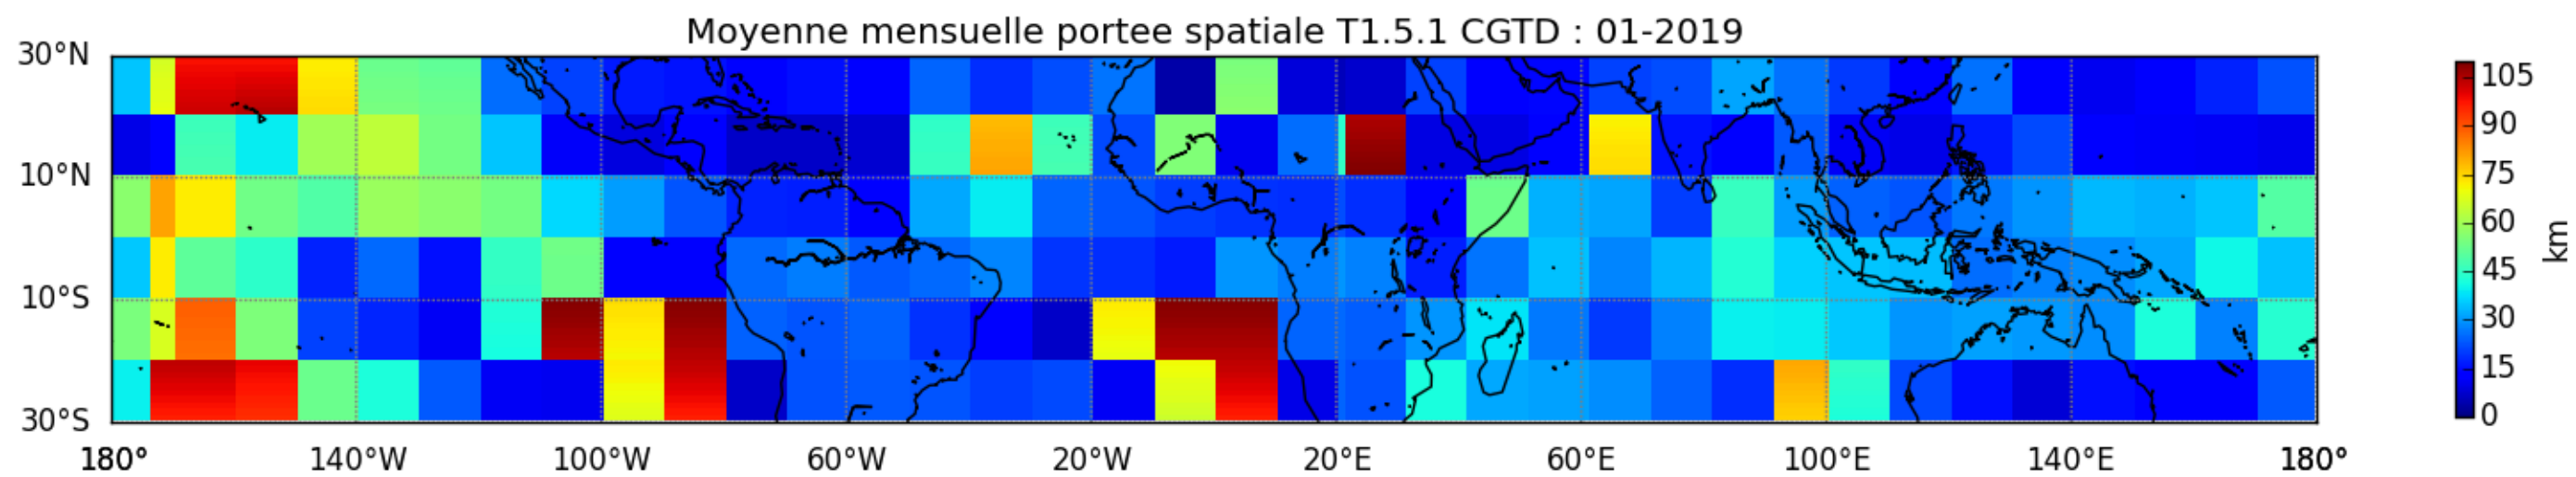 Moyenne mensuelle portee spatiale T1.5.1 CGTD : 01-2019
30°N
10°N
10°S
30°S
180° 140°W 100°W 60°W 20°W 20°E 60°E 100°E 140°E 180°
105
90
75
60
45
30
15
0
km